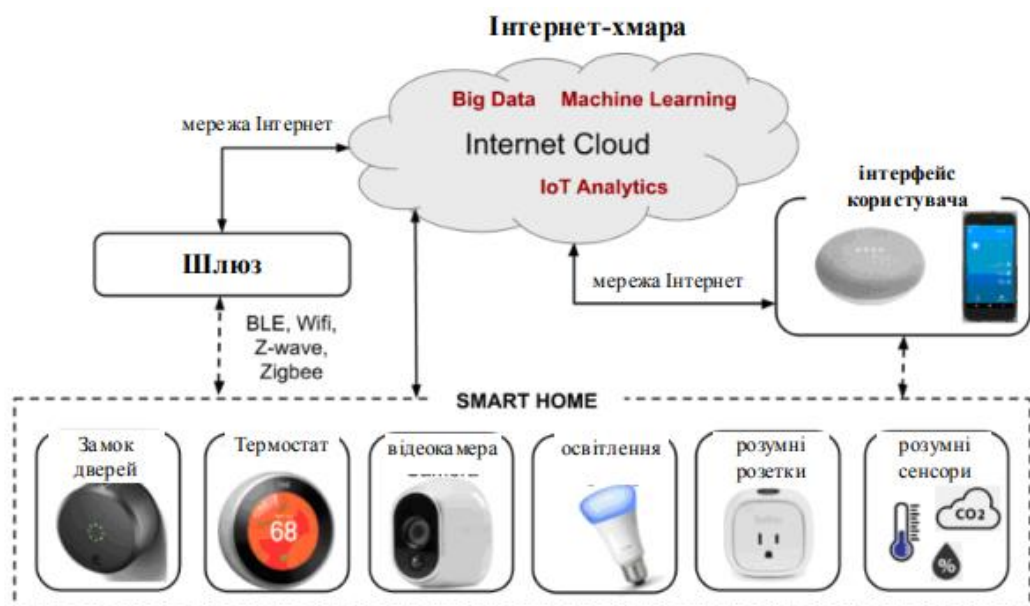 Інтернет-хмара
Big Data Machine Learning
мережа Інтернет
Internet Cloud
IoT Analytics
інтерфейс
користувача
Шлюз
мережа Інтернет
BLE, Wifi,
Z-wave,
Zigbee
SMART HOME
Замок
дверей
Термостат
відеокамера
освітлення
розумні
розетки
розумні
сенсори
68
CO2
%